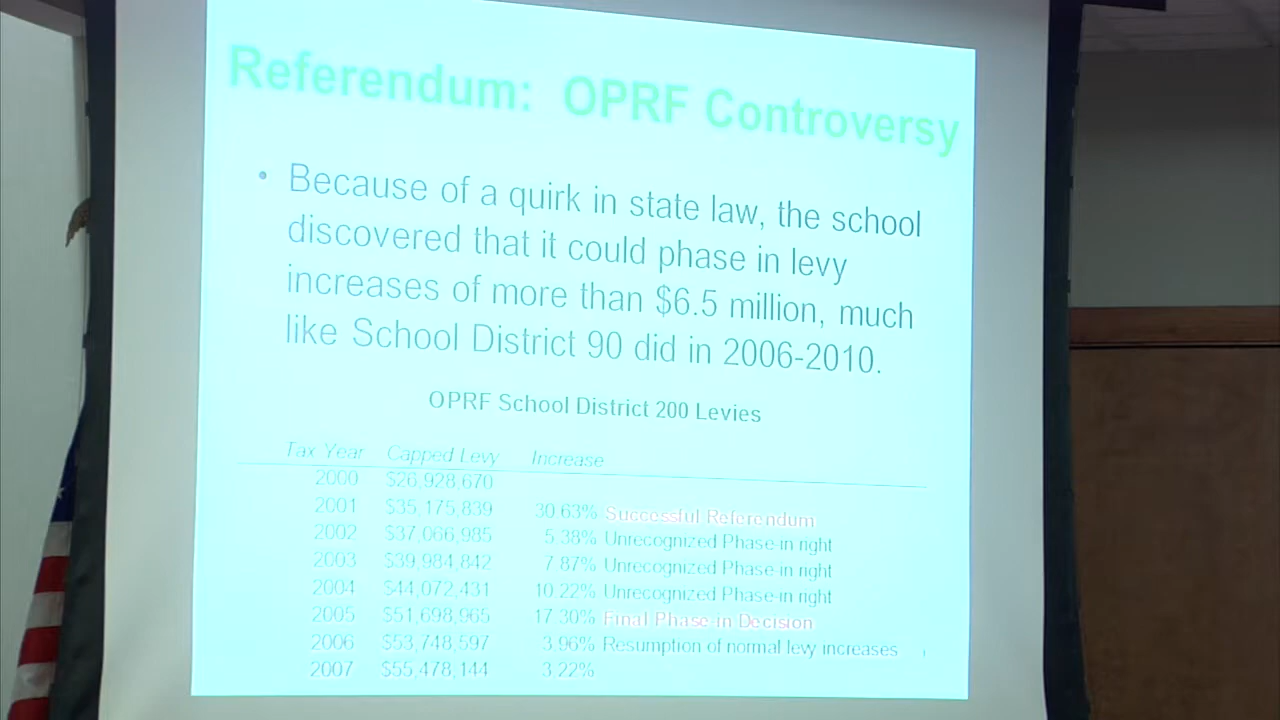 Referendum: OPRF Controversy
• Because of a quirk in state law, the school
discovered that it could phase in levy
increases of more than $6.5 million, much
like School District 90 did in 2006-2010.
OPRF School District 200 Levies
Tax Year Capped Levy Increase
2000 $26,928,670
2001 $35,175,839 30.63% Successful Referendum
2002 $37,066,985 5.38% Unrecognized Phase-in right
2003 $39,984,842 7.87% Unrecognized Phase-in right
2004 $44,072,431 10.22% Unrecognized Phase-in right
2005 $51,698,965 17.30% Final Phase-in Decision
2006 $53,748,597 3.96% Resumption of normal levy increases
2007 $55,478,144 3.22%